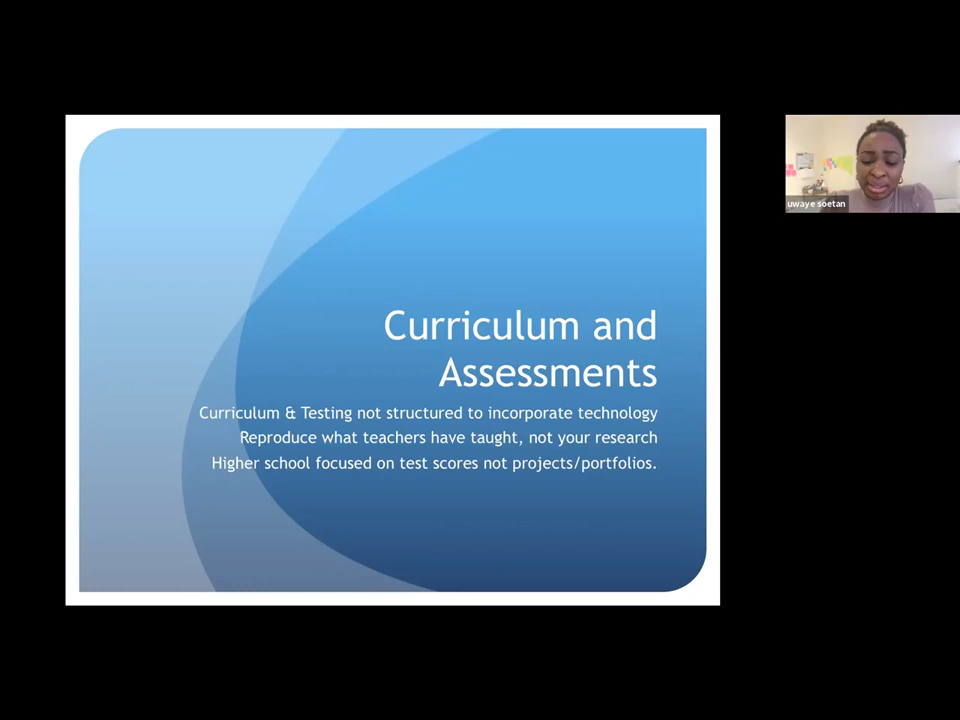 Curriculum and
Assessments
Curriculum & Testing not structured to incorporate technology
Reproduce what teachers have taught, not your research
Higher school focused on test scores not projects/portfolios.
uwaye soetan